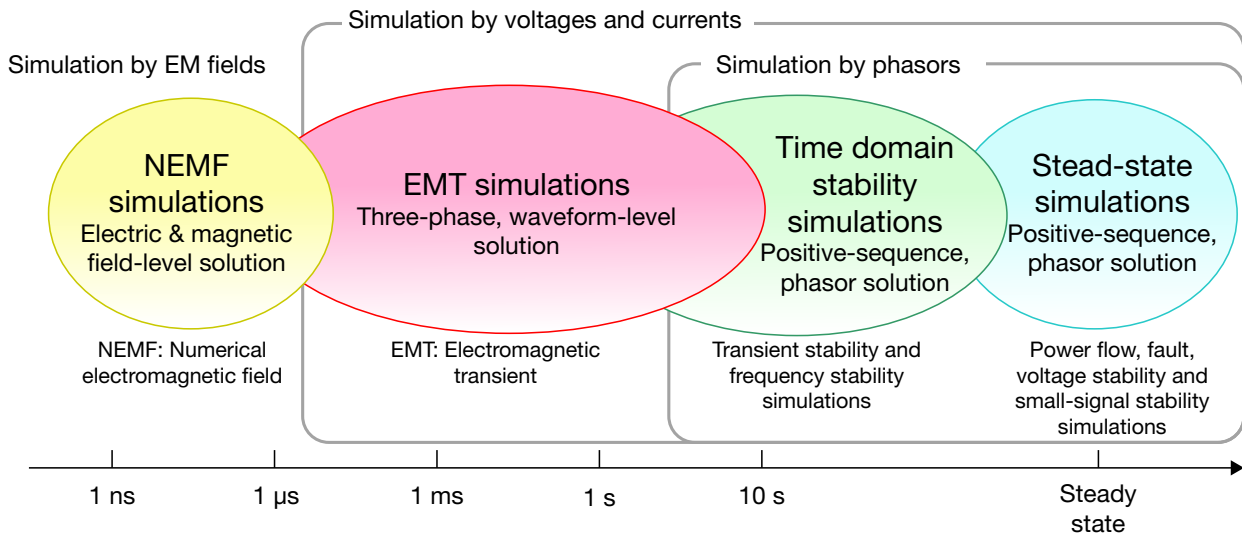 Simulation by voltages and currents
Simulation by EM fields
Simulation by phasors
NEMF
simulations
Electric & magnetic
field-level solution
EMT simulations
Three-phase, waveform-level
solution
Time domain
stability
simulations
Positive-sequence,
phasor solution
Stead-state
simulations
Positive-sequence,
phasor solution
NEMF: Numerical
electromagnetic field
EMT: Electromagnetic
transient
Transient stability and
frequency stability
simulations
Power flow, fault,
voltage stability and
small-signal stability
simulations
1 ns
1 μs
1 ms
1 s
10 s
Steady
state